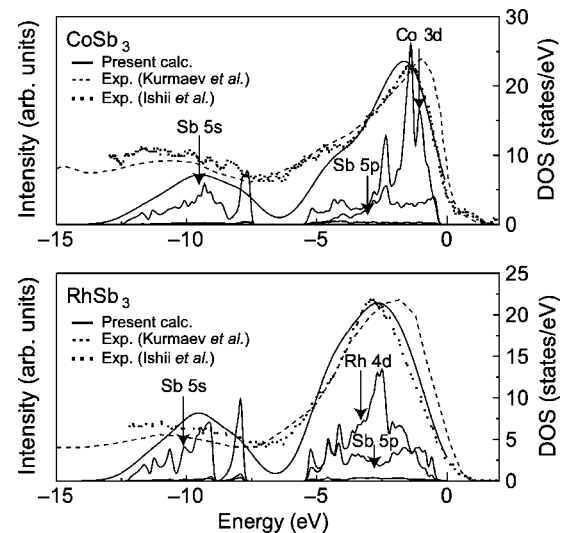 CoSb3
Present calc.
Exp. (Kurmaev et al.)
Exp. (Ishii et al.)
Co 3d
Sb 5s
Sb 5p
Intensity (arb. units)
DOS (states/eV)
30
20
10
0
−15 −10 −5 0
RhSb3
Present calc.
Exp. (Kurmaev et al.)
Exp. (Ishii et al.)
Rh 4d
Sb 5s
Sb 5p
Intensity (arb. units)
DOS (states/eV)
25
20
15
10
5
0
−15 −10 −5 0
Energy (eV)